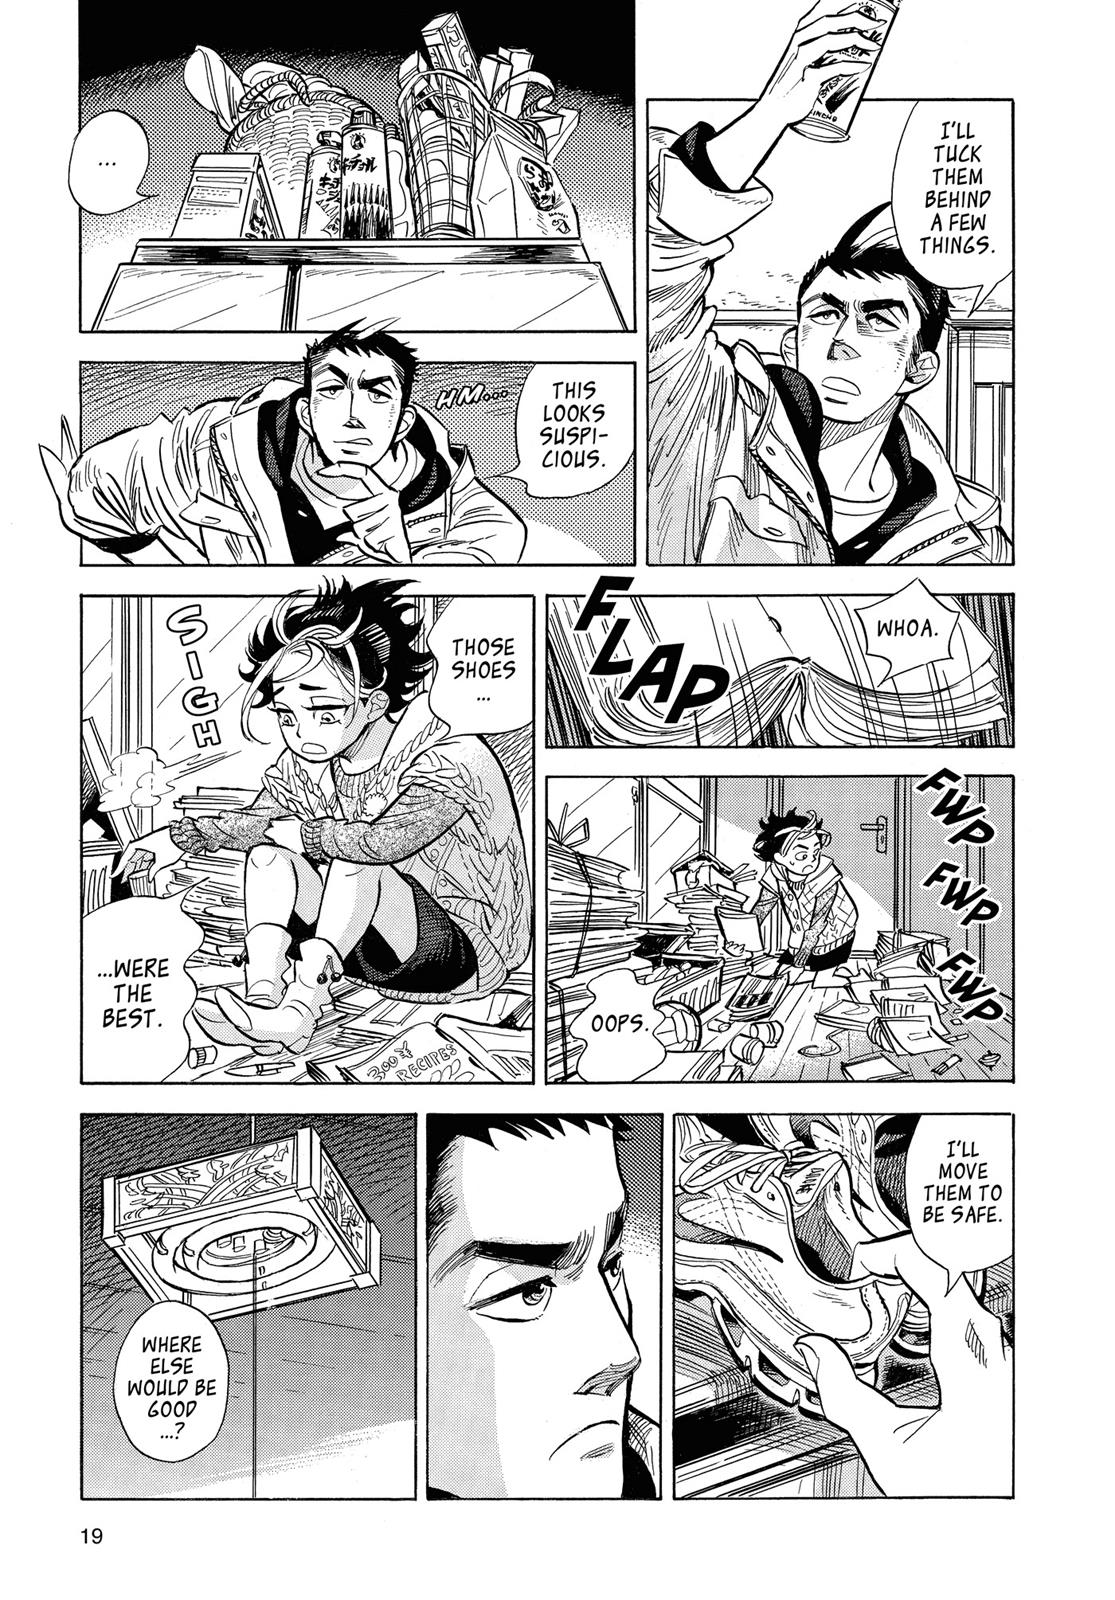 I'LL
TUCK
THEM
BEHIND
A FEW
THINGS.
...
THIS
LOOKS
SUSPI-
CIOUS.
HM...
WHOA.
FLAP
THOSE
SHOES
...
SIGH
...WERE
THE
BEST.
300¥
RECIPES
FWP
FWP
FWP
OOPS.
I'LL
MOVE
THEM TO
BE SAFE.
WHERE
ELSE
WOULD BE
GOOD
...?
19